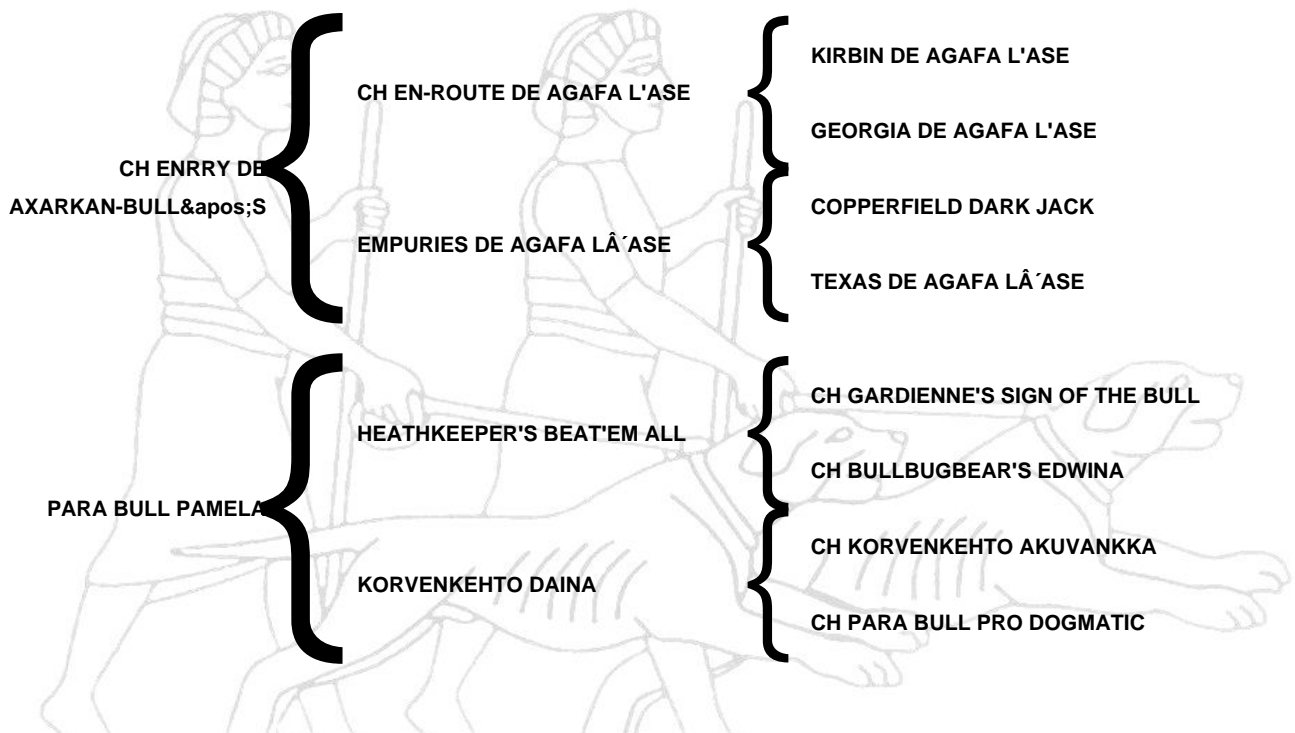 KIRBIN DE AGAFA L'ASE
CH EN-ROUTE DE AGAFA L'ASE
GEORGIA DE AGAFA L'ASE
CH ENRRY DE
AXARKAN-BULL&apos;S
COPPERFIELD DARK JACK
EMPURIES DE AGAFA LÂ´ASE
TEXAS DE AGAFA LÂ´ASE
CH GARDIENNE'S SIGN OF THE BULL
HEATHKEEPER'S BEAT'EM ALL
CH BULLBUGBEAR'S EDWINA
PARA BULL PAMELA
CH KORVENKEHTO AKUVANKKA
KORVENKEHTO DAINA
CH PARA BULL PRO DOGMATIC